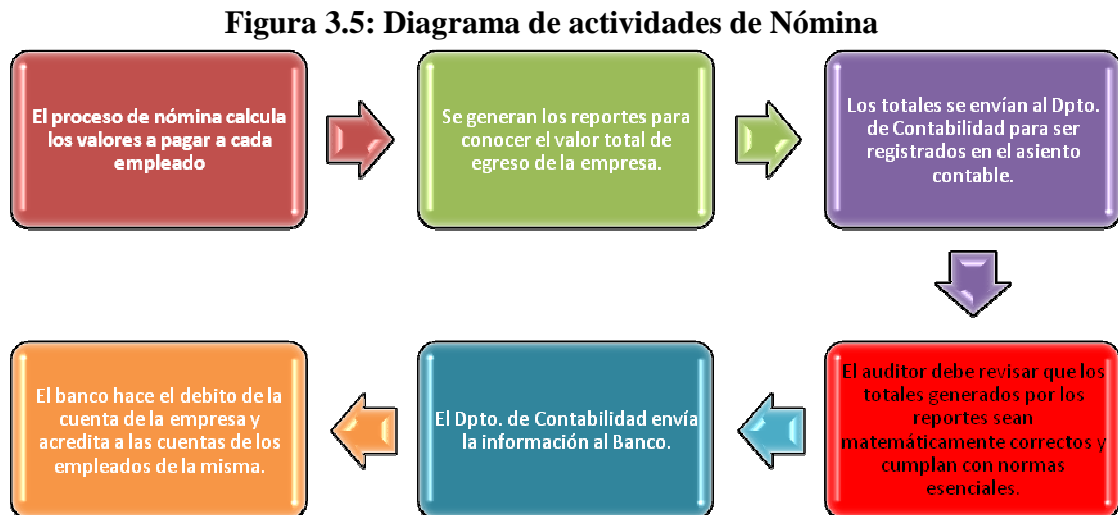 Figura 3.5: Diagrama de actividades de Nómina
El proceso de nómina calcula
los valores a pagar a cada
empleado
Se generan los reportes para
conocer el valor total de
egreso de la empresa.
Los totales se envían al Dpto.
de Contabilidad para ser
registrados en el asiento
contable.
El auditor debe revisar que los
totales generados por los
reportes sean
matemáticamente correctos y
cumplan con normas
esenciales.
El Dpto. de Contabilidad envía
la información al Banco.
El banco hace el debito de la
cuenta de la empresa y
acredita a las cuentas de los
empleados de la misma.